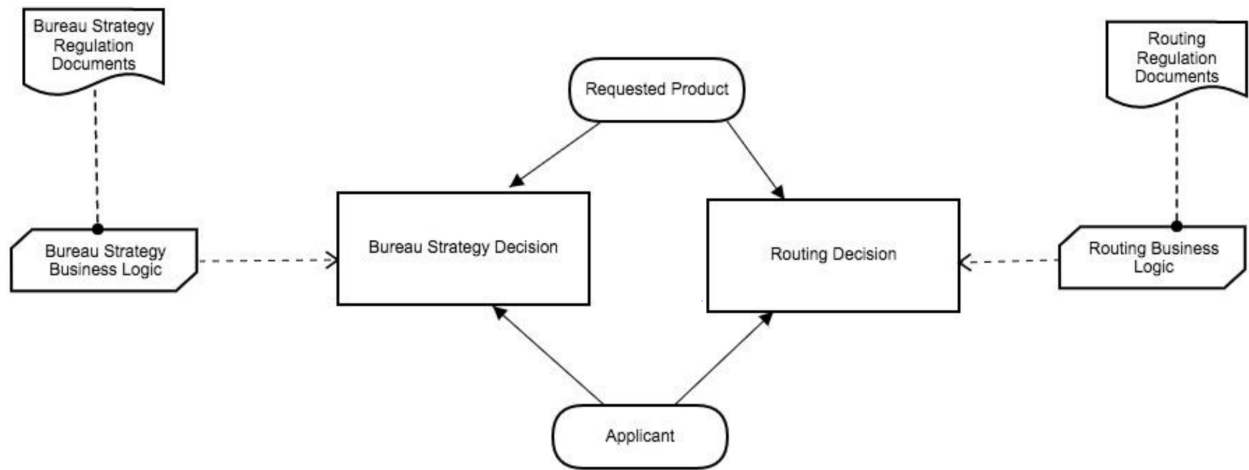 Bureau Strategy
Regulation
Documents
Routing
Regulation
Documents
Requested Product
Bureau Strategy Decision
Routing Decision
Bureau Strategy
Business Logic
Routing Business
Logic
Applicant